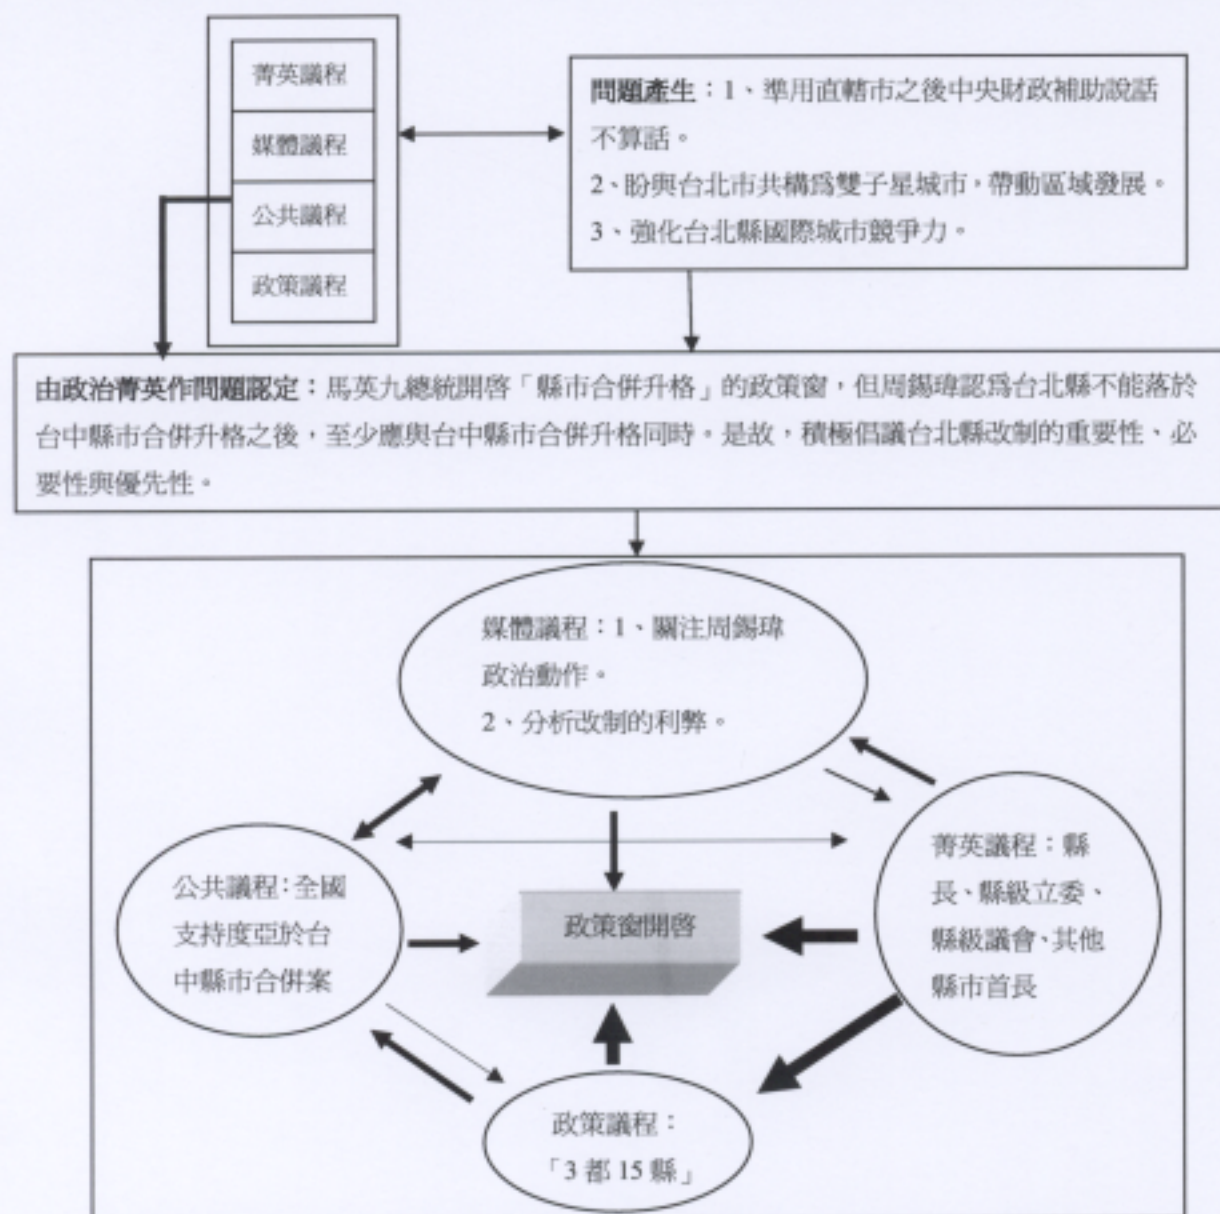 菁英議程
媒體議程
公共議程
政策議程
問題產生：1、準用直轄市之後中央財政補助說話
不算話。
2、盼與台北市共構爲雙子星城市，帶動區域發展。
3、強化台北縣國際城市競爭力。
由政治菁英作問題認定：馬英九總統開啓「縣市合併升格」的政策窗，但周錫瑋認爲台北縣不能落於
台中縣市合併升格之後，至少應與台中縣市合併升格同時。是故，積極倡議台北縣改制的重要性、必
要性與優先性。
媒體議程：1、關注周錫瑋
政治動作。
2、分析改制的利弊。
公共議程：全國
支持度亞於台
中縣市合併案
政策窗開啓
菁英議程：縣
長、縣級立委、
縣級議會、其他
縣市首長
政策議程：
「3 都 15 縣」